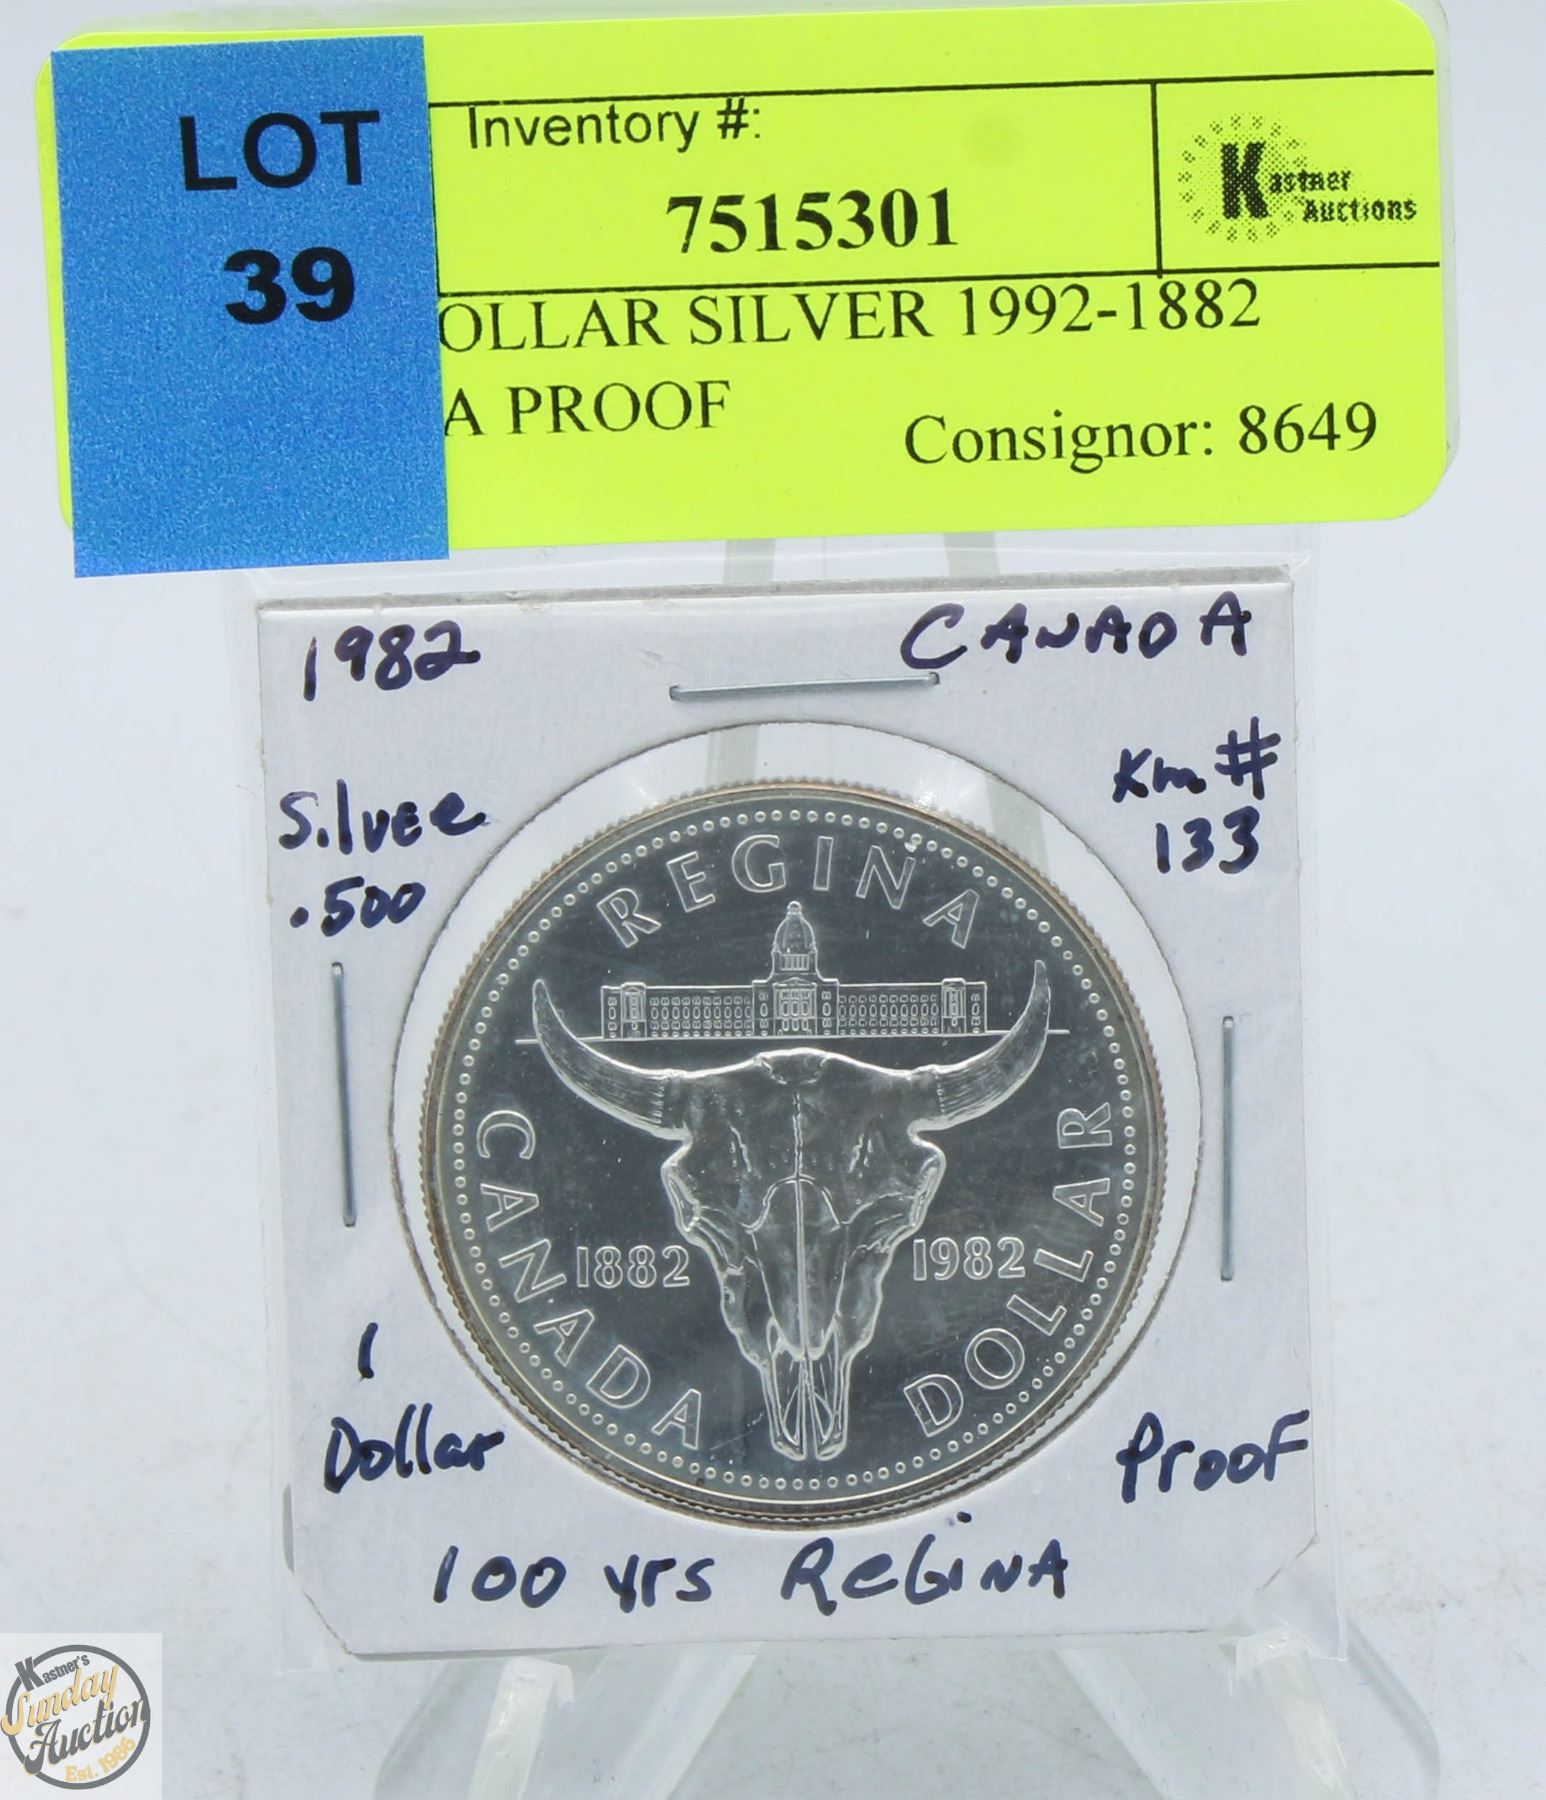 LOT
39
Inventory #:
7515301
Kastner
Auctions
OLLAR SILVER 1992-1882
A PROOF
Consignor: 8649
1982
CANADA
Silver
.500
Km #
133
REGINA
CANADA
1882
1982
DOLLAR
1
Dollar
Proof
100 yrs REGINA
Kastner's
Sunday
Auction
Est. 1986